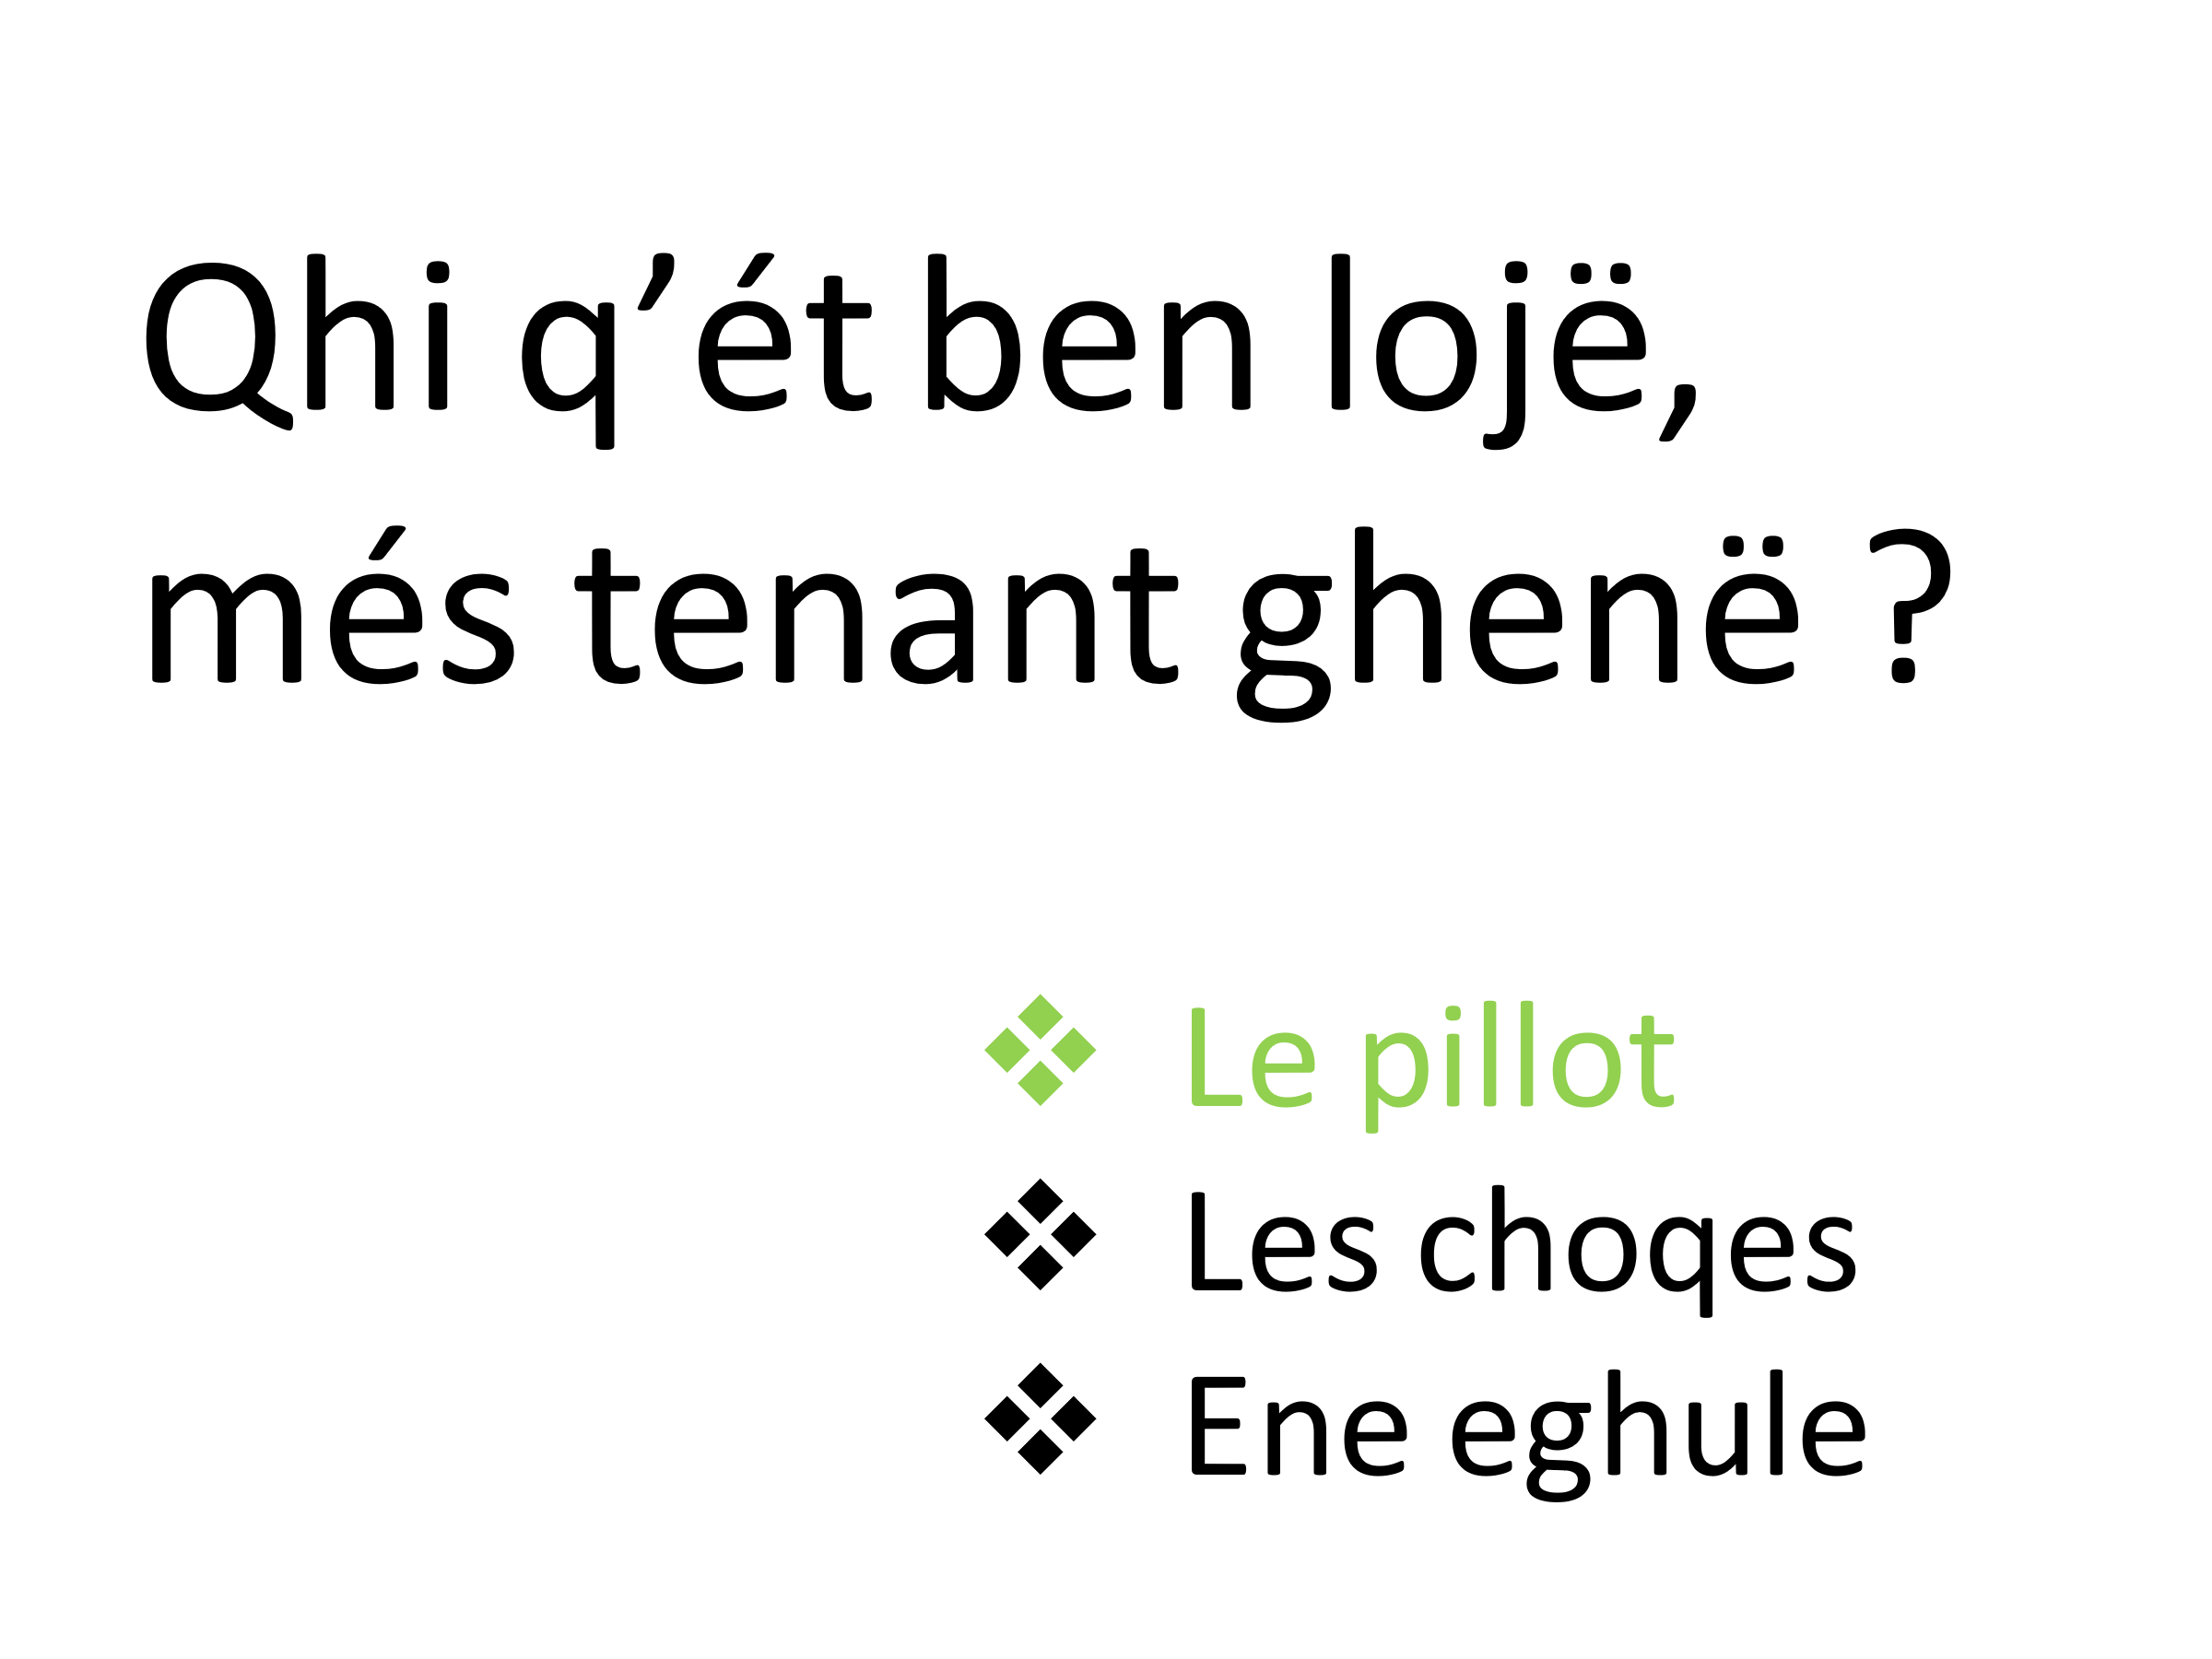 Qhi q’ét ben lojë,
més tenant ghenë ?
❖ Le pillot
❖ Les choqes
❖ Ene eghule